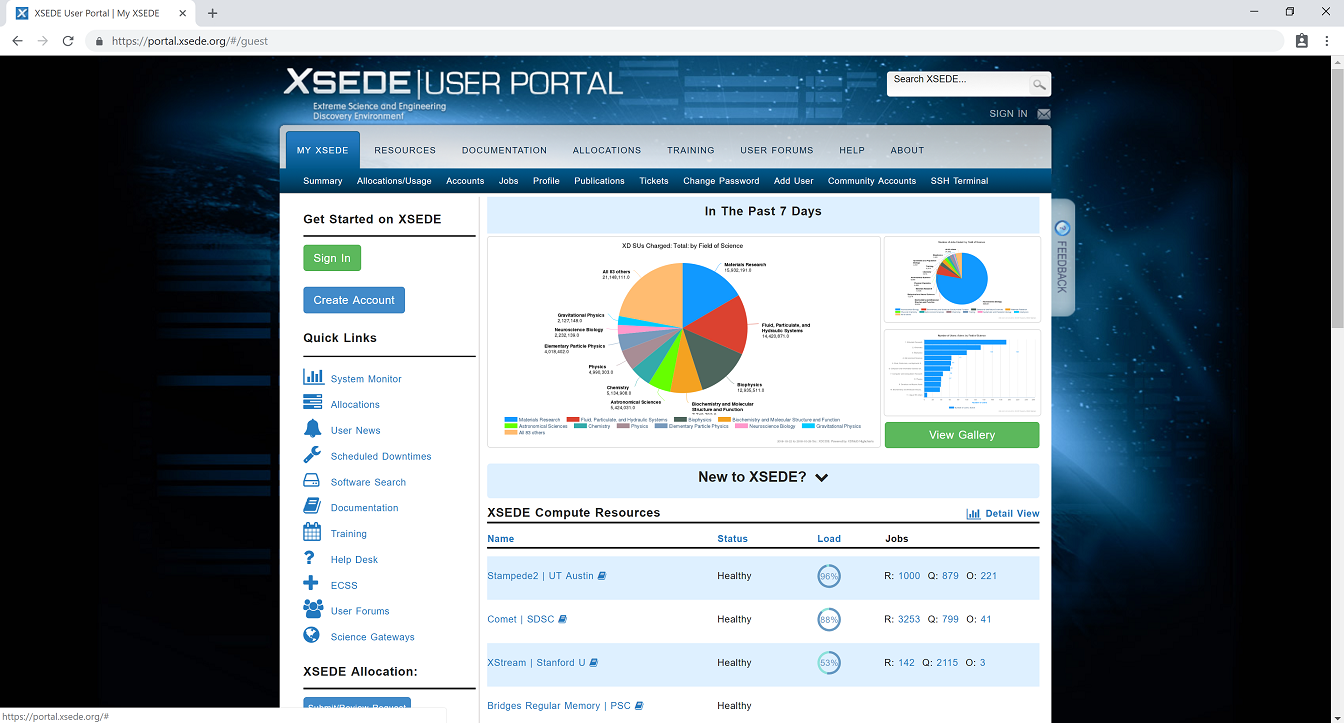 XSEDE User Portal | My XSEDE
https://portal.xsede.org/#/guest
XSEDE | USER PORTAL
Extreme Science and Engineering
Discovery Environment
Search XSEDE...
SIGN IN
MY XSEDE RESOURCES DOCUMENTATION ALLOCATIONS TRAINING USER FORUMS HELP ABOUT
Summary Allocations/Usage Accounts Jobs Profile Publications Tickets Change Password Add User Community Accounts SSH Terminal
Get Started on XSEDE
Sign In
Create Account
Quick Links
System Monitor
Allocations
User News
Scheduled Downtimes
Software Search
Documentation
Training
Help Desk
ECSS
User Forums
Science Gateways
XSEDE Allocation:
Submit/Review Request
In The Past 7 Days
XD SUs Charged: Total: by Field of Science
Materials Research
15,932,191.0
Fluid, Particulate, and
Hydraulic Systems
14,420,871.0
Biophysics
12,935,511.0
Biochemistry and Molecular
Structure and Function
Astronomical Sciences
5,424,031.0
Chemistry
5,134,908.0
Physics
4,990,003.0
Elementary Particle Physics
4,018,402.0
Neuroscience Biology
2,232,139.0
Gravitational Physics
2,127,148.0
All 63 others
21,148,111.0
Materials Research Fluid, Particulate, and Hydraulic Systems Biophysics Biochemistry and Molecular Structure and Function
Astronomical Sciences Chemistry Physics Elementary Particle Physics Neuroscience Biology Gravitational Physics
All 63 others
View Gallery
FEEDBACK
New to XSEDE?
XSEDE Compute Resources Detail View
Name Status Load Jobs
Stampede2 | UT Austin Healthy 96% R: 1000 Q: 879 O: 221
Comet | SDSC Healthy 88% R: 3253 Q: 799 O: 41
XStream | Stanford U Healthy 53% R: 142 Q: 2115 O: 3
Bridges Regular Memory | PSC Healthy
https://portal.xsede.org/#